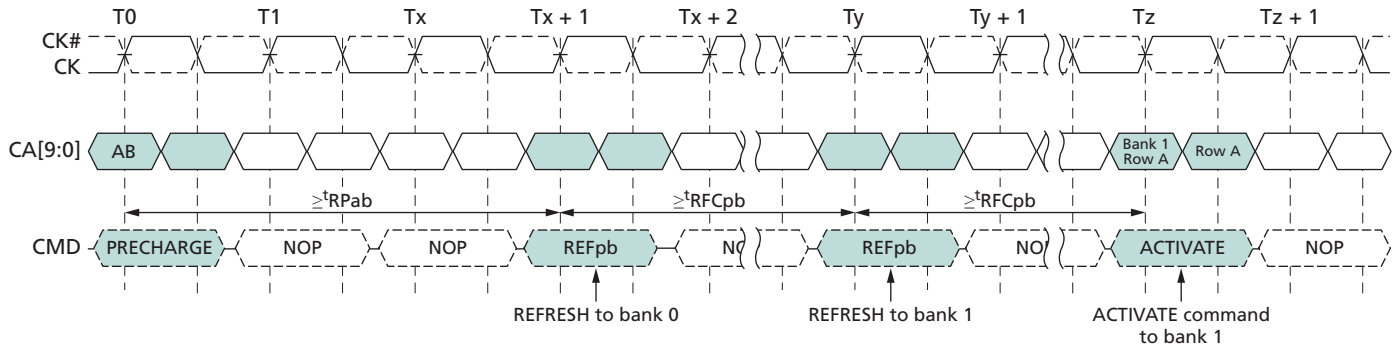 T0 T1 Tx Tx + 1 Tx + 2 Ty Ty + 1 Tz Tz + 1
CK#
CK
CA[9:0] AB Bank 1 Row A Row A
≥tRPab ≥tRFCpb ≥tRFCpb
CMD PRECHARGE NOP NOP REFpb REFpb ACTIVATE NOP
REFRESH to bank 0 REFRESH to bank 1 ACTIVATE command
to bank 1